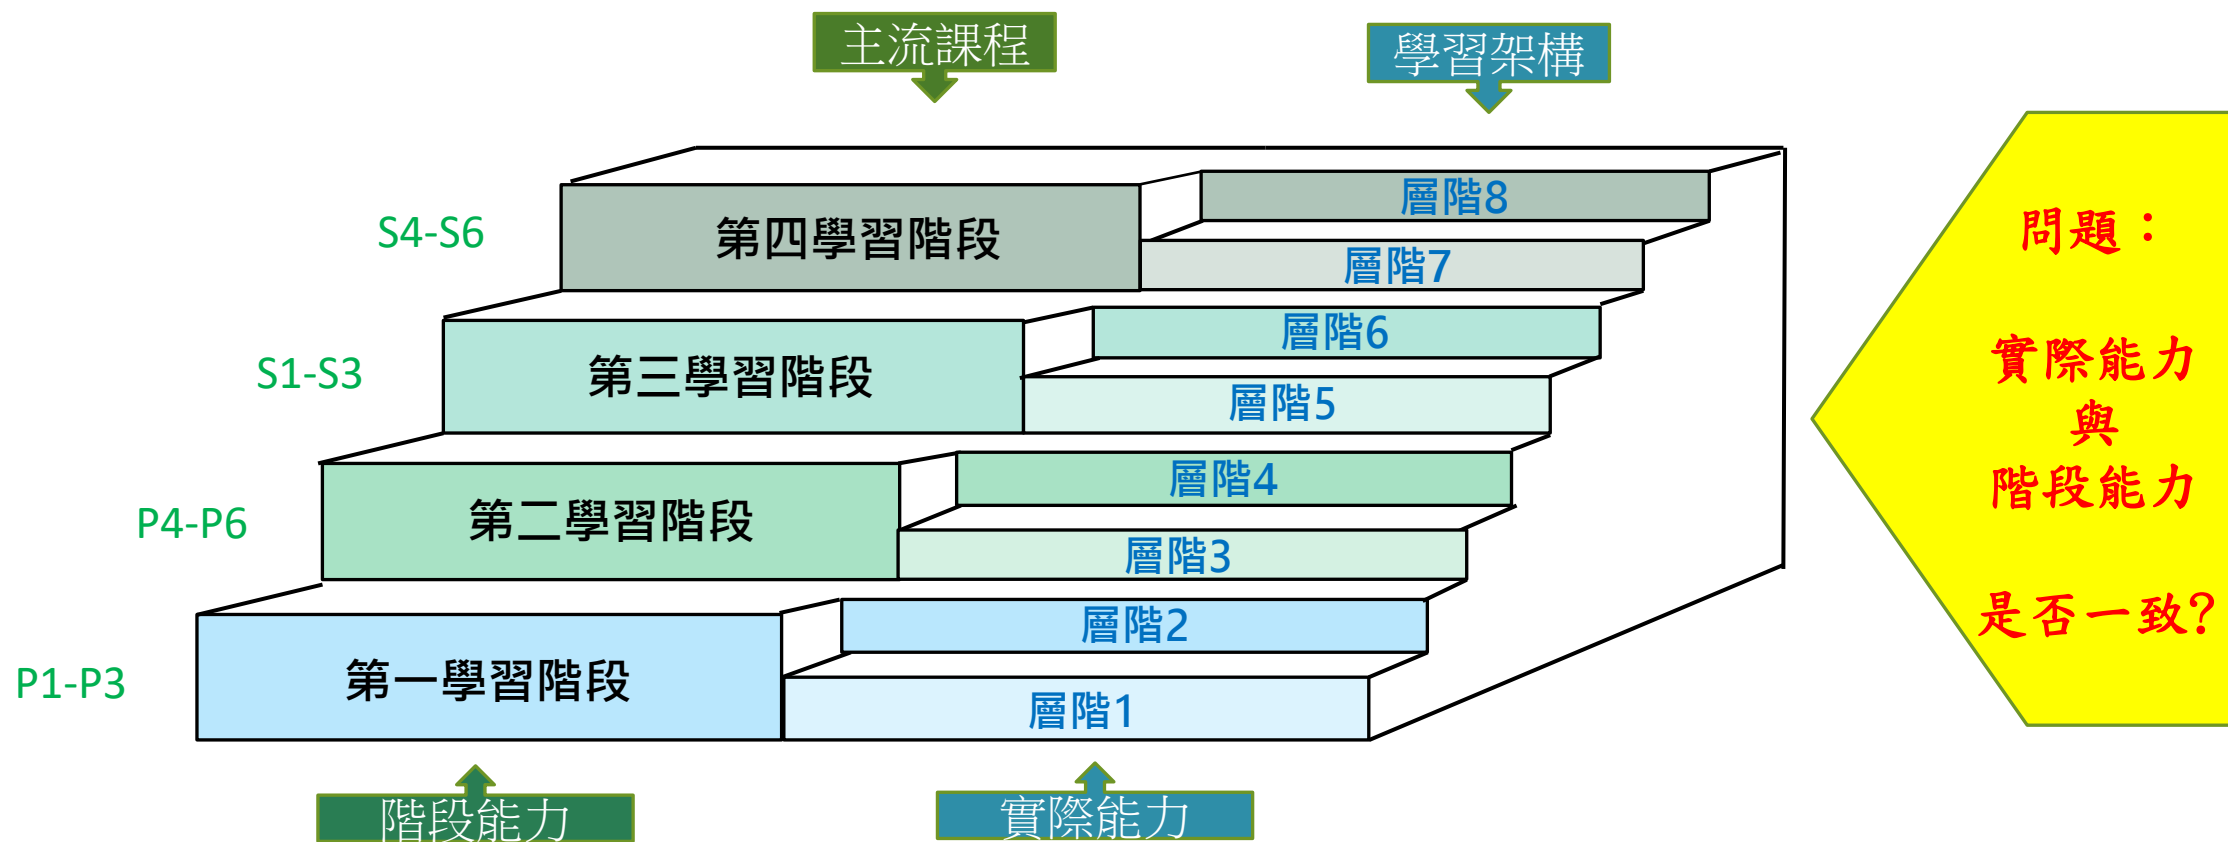 主流課程
學習架構
S4-S6
第四學習階段
層階8
層階7
S1-S3
第三學習階段
層階6
層階5
P4-P6
第二學習階段
層階4
層階3
P1-P3
第一學習階段
層階2
層階1
階段能力
實際能力
問題：
實際能力
與
階段能力
是否一致?